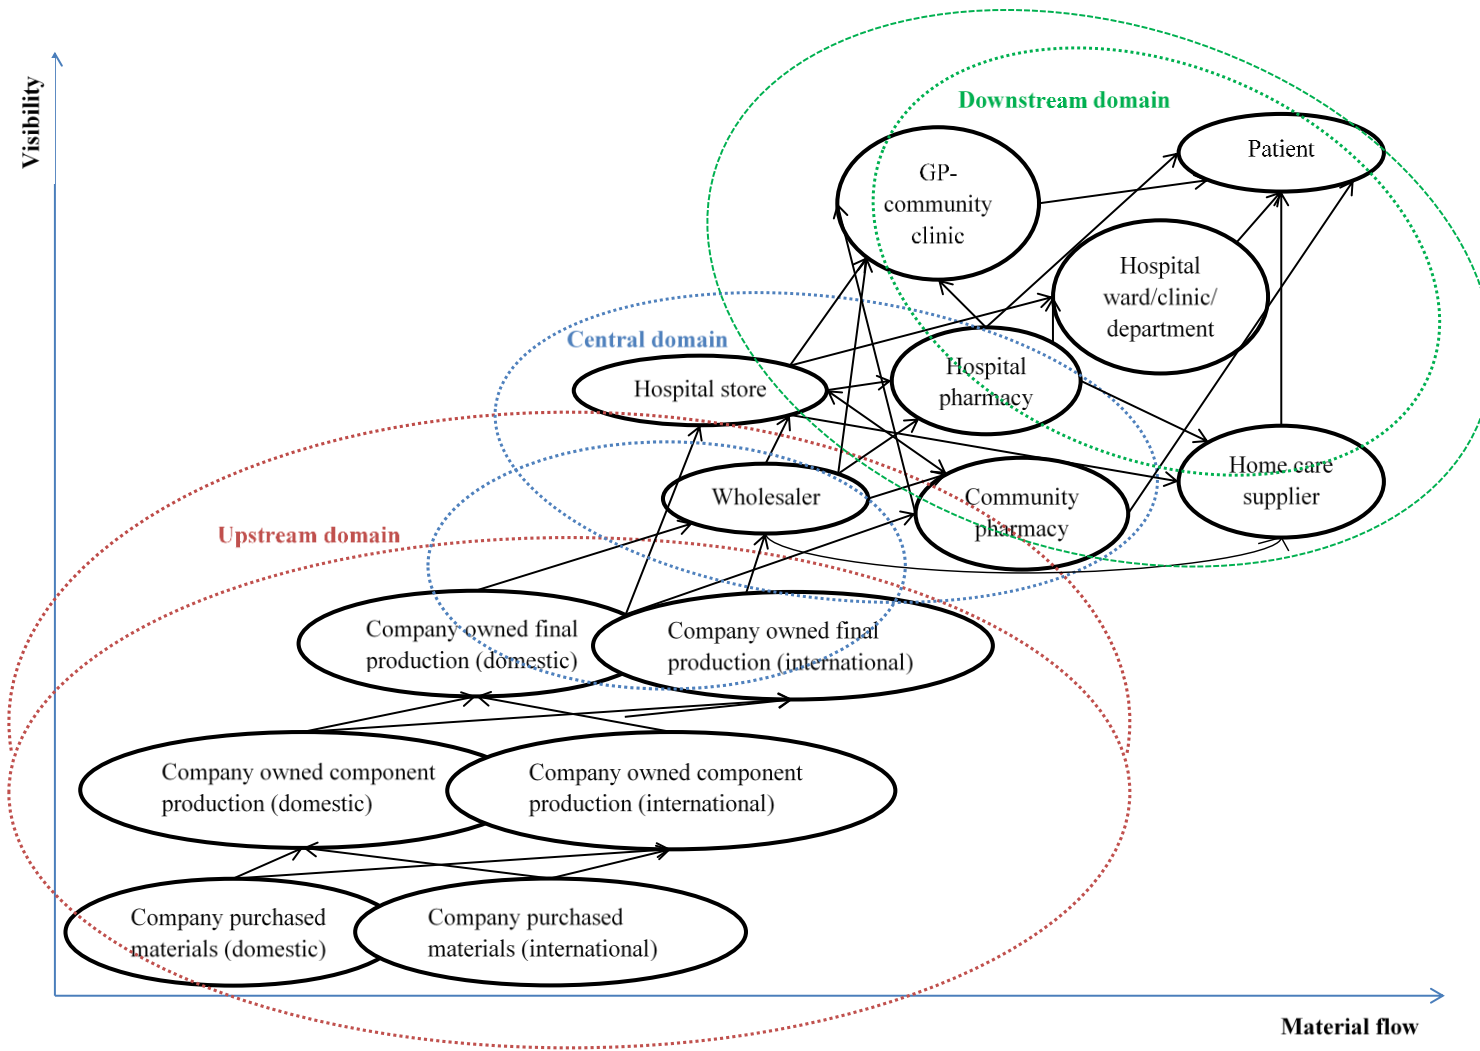 Visibility
Downstream domain
Patient
GP-
community
clinic
Hospital
ward/clinic/
department
Central domain
Hospital store
Hospital
pharmacy
Home care
supplier
Wholesaler
Community
pharmacy
Upstream domain
Company owned final
production (domestic)
Company owned final
production (international)
Company owned component
production (domestic)
Company owned component
production (international)
Company purchased
materials (domestic)
Company purchased
materials (international)
Material flow